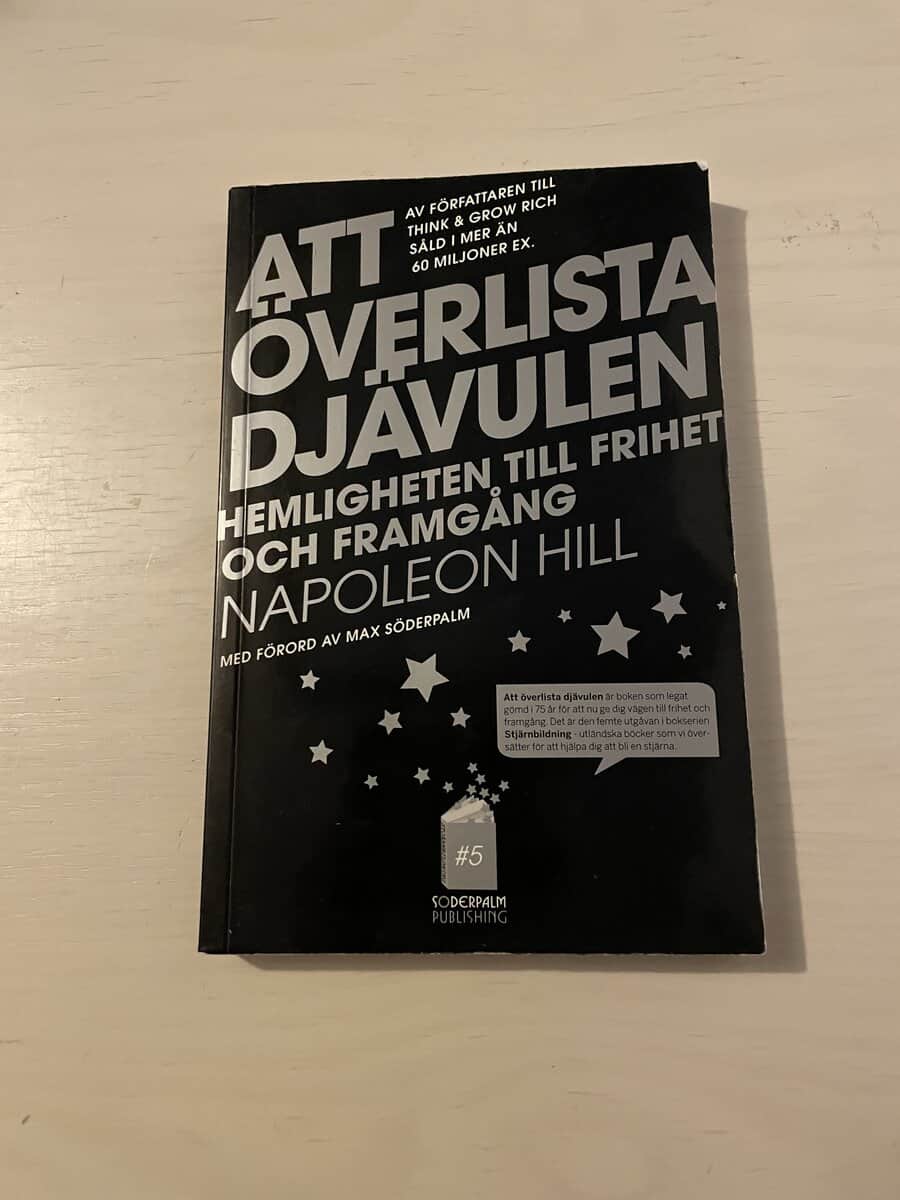 ATT
AV FÖRFATTAREN TILL
THINK & GROW RICH
SÅLD I MER ÄN
60 MILJONER EX.
ÖVERLISTA
DJÄVULEN
HEMLIGHETEN TILL FRIHET
OCH FRAMGÅNG
NAPOLEON HILL
MED FÖRORD AV MAX SÖDERPALM
Att överlista djävulen är boken som legat
gömd i 75 år för att nu ge dig vägen till frihet och
framgång. Det är den femte utgåvan i bokserien
Stjärnbildning - utländska böcker som vi över-
sätter för att hjälpa dig att bli en stjärna.
#5
SÖDERPALM
PUBLISHING